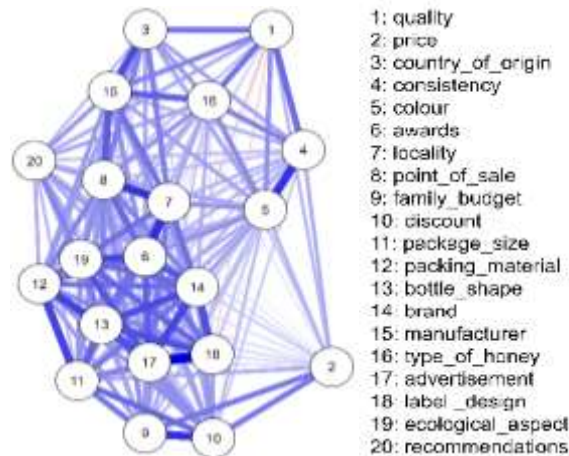 3
1
15
16
20
4
8
7
5
19
6
12
14
13
17
18
11
2
9
10
1: quality
2: price
3: country_of_origin
4: consistency
5: colour
6: awards
7: locality
8: point_of_sale
9: family_budget
10: discount
11: package_size
12: packing_material
13: bottle_shape
14: brand
15: manufacturer
16: type_of_honey
17: advertisement
18: label _design
19: ecological_aspect
20: recommendations